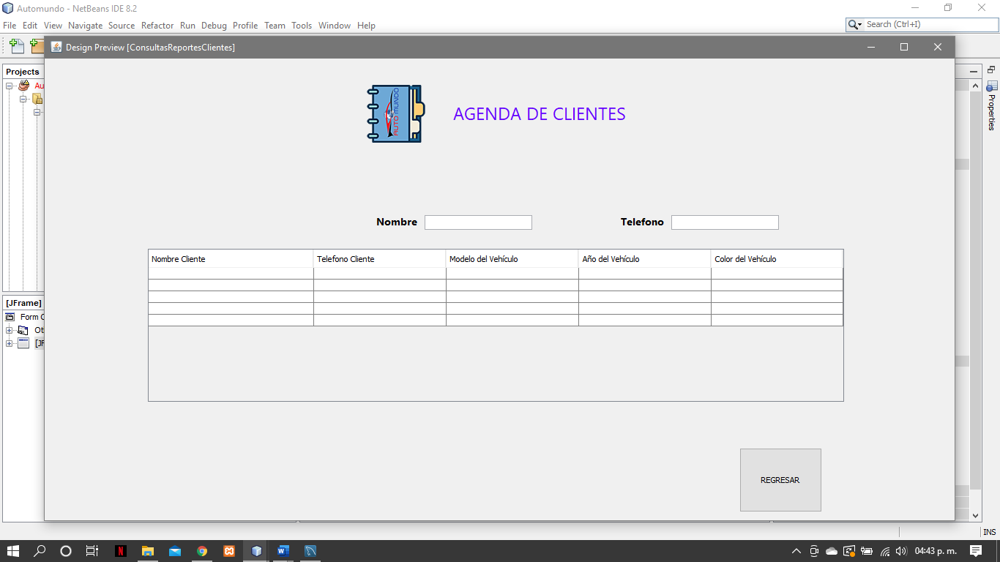 Automundo - NetBeans IDE 8.2
File Edit View Navigate Source Refactor Run Debug Profile Team Tools Window Help
Search (Ctrl+I)
Design Preview [ConsultasReportesClientes]
Projects
Au
Properties
AUTO MUNDO
AGENDA DE CLIENTES
Nombre
Telefono
Nombre Cliente Telefono Cliente Modelo del Vehículo Año del Vehículo Color del Vehículo
[JFrame]
Form C
Ot
[JF
REGRESAR
INS
N
W
04:43 p. m.